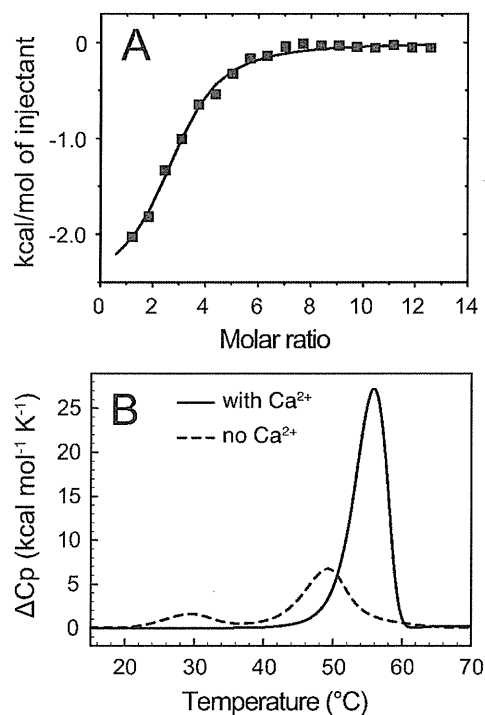 A
0
-1.0
-2.0
kcal/mol of injectant
0 2 4 6 8 10 12 14
Molar ratio
B
with Ca²⁺
no Ca²⁺
25
20
15
10
5
0
ΔCp (kcal mol⁻¹ K⁻¹)
20 30 40 50 60 70
Temperature (°C)